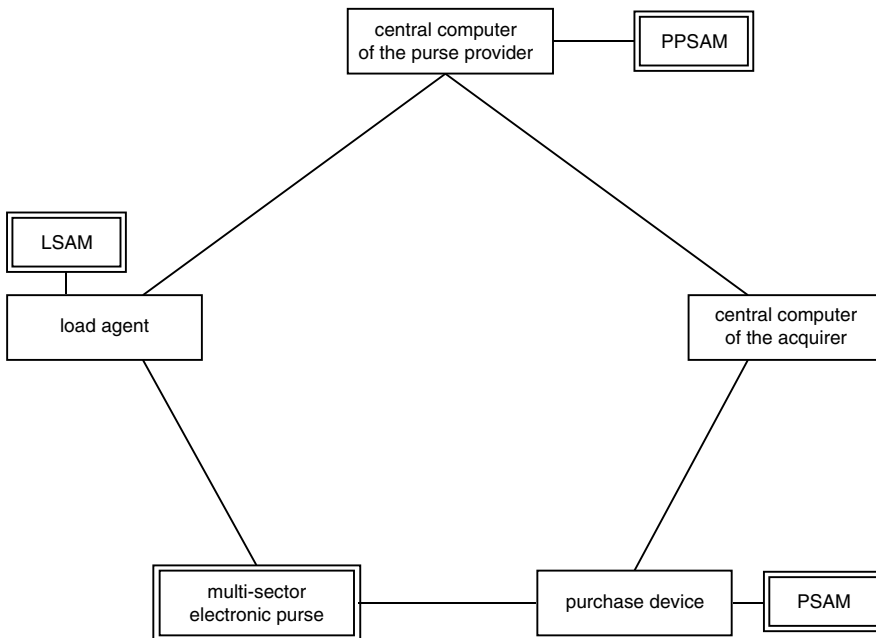 central computer
of the purse provider
PPSAM
LSAM
load agent
central computer
of the acquirer
multi-sector
electronic purse
purchase device
PSAM